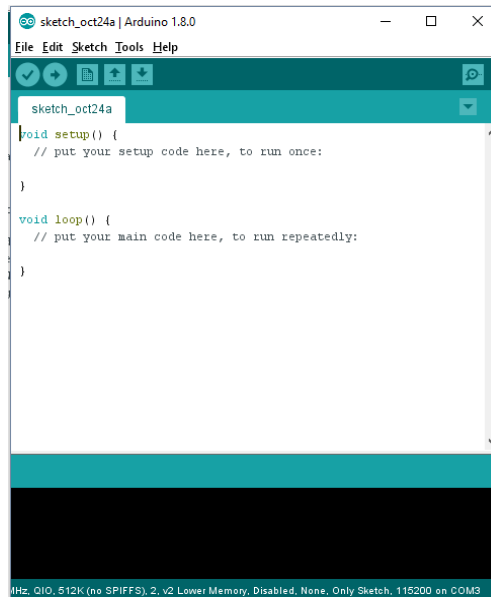 sketch_oct24a | Arduino 1.8.0
File Edit Sketch Tools Help
sketch_oct24a
void setup() {
  // put your setup code here, to run once:

}

void loop() {
  // put your main code here, to run repeatedly:

}
MHz, QIO, 512K (no SPIFFS), 2, v2 Lower Memory, Disabled, None, Only Sketch, 115200 on COM3